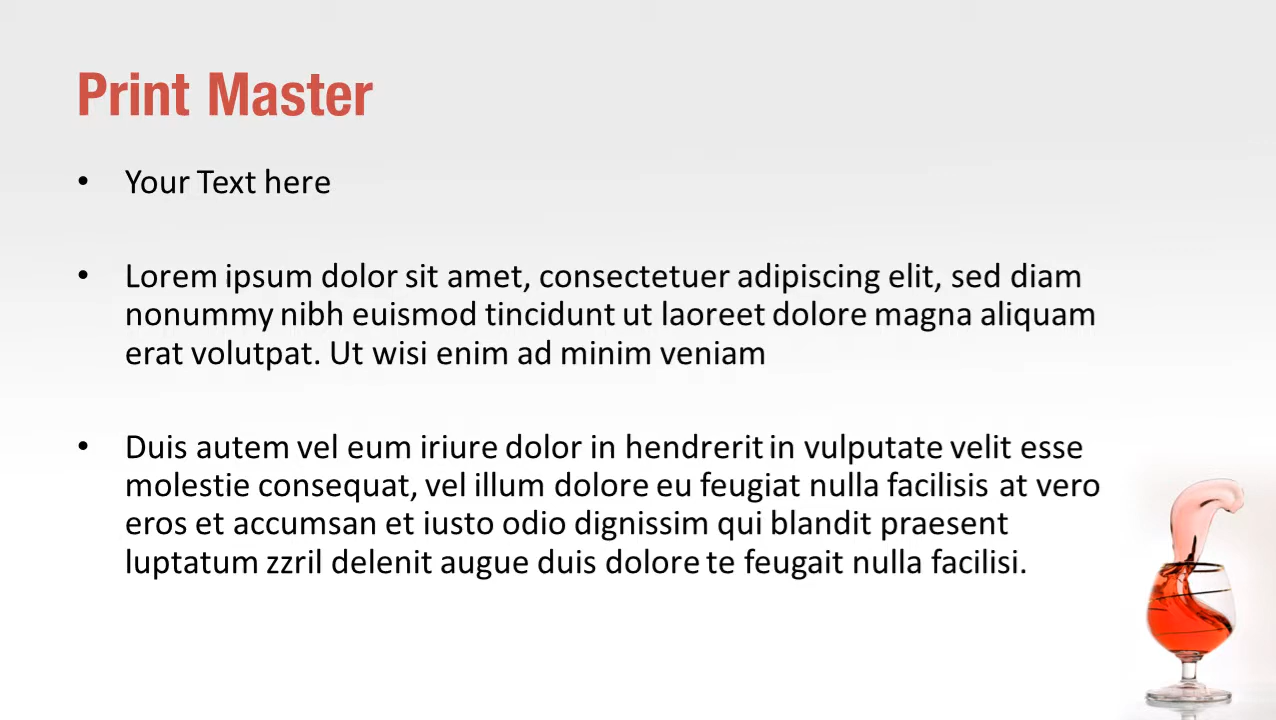 Print Master
• Your Text here
• Lorem ipsum dolor sit amet, consectetuer adipiscing elit, sed diam
nonummy nibh euismod tincidunt ut laoreet dolore magna aliquam
erat volutpat. Ut wisi enim ad minim veniam
• Duis autem vel eum iriure dolor in hendrerit in vulputate velit esse
molestie consequat, vel illum dolore eu feugiat nulla facilisis at vero
eros et accumsan et iusto odio dignissim qui blandit praesent
luptatum zzril delenit augue duis dolore te feugait nulla facilisi.